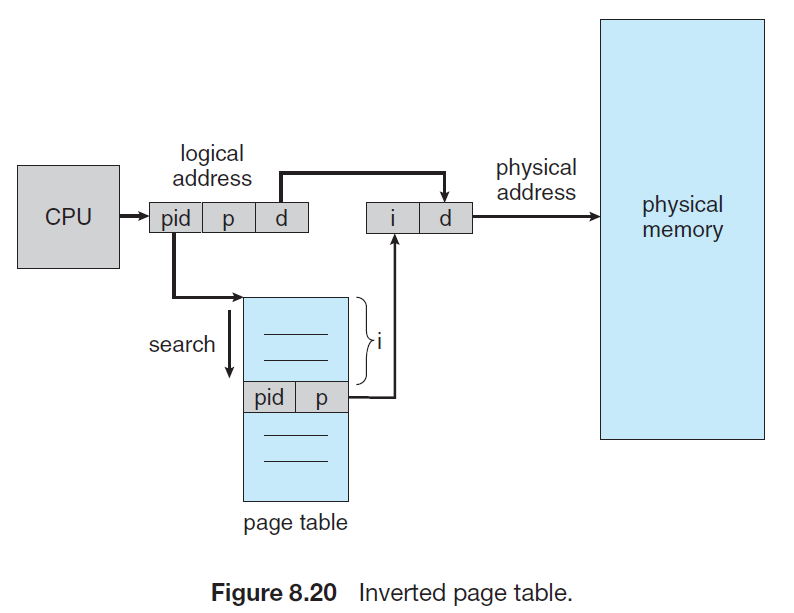 logical
address
physical
address
CPU
pid p d
i d
physical
memory
search
i
pid p
page table
Figure 8.20 Inverted page table.